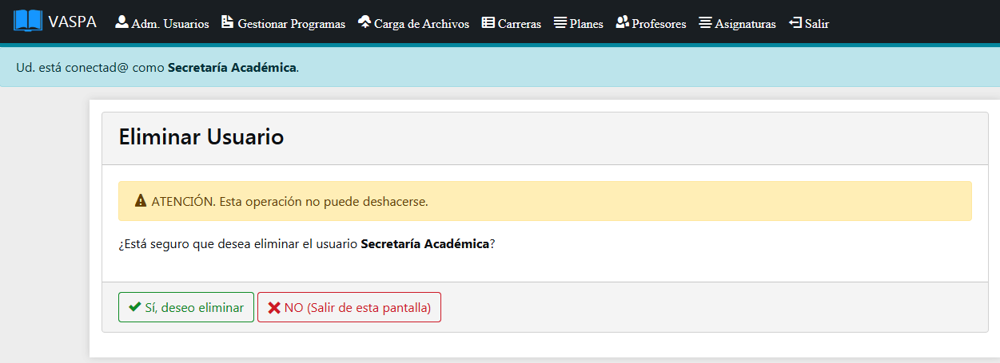 VASPA Adm. Usuarios Gestionar Programas Carga de Archivos Carreras Planes Profesores Asignaturas Salir
Ud. está conectad@ como Secretaría Académica.
Eliminar Usuario
ATENCIÓN. Esta operación no puede deshacerse.
¿Está seguro que desea eliminar el usuario Secretaría Académica?
Sí, deseo eliminar NO (Salir de esta pantalla)